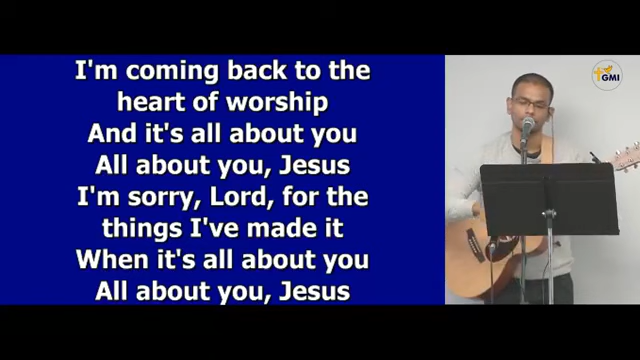 I'm coming back to the
heart of worship
And it's all about you
All about you, Jesus
I'm sorry, Lord, for the
things I've made it
When it's all about you
All about you, Jesus
GMI